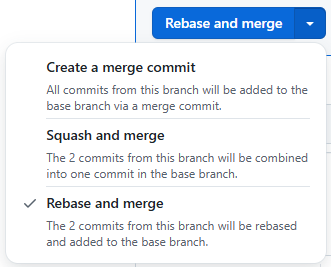 Rebase and merge
Create a merge commit
All commits from this branch will be added to the
base branch via a merge commit.
Squash and merge
The 2 commits from this branch will be combined
into one commit in the base branch.
Rebase and merge
The 2 commits from this branch will be rebased
and added to the base branch.